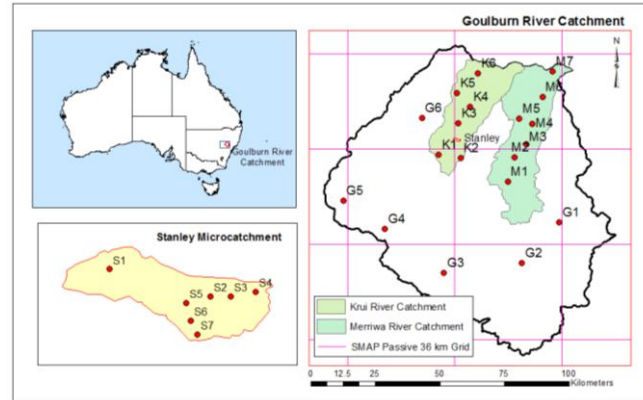 Goulburn River Catchment
Goulburn River
Catchment
N
K6
M7
K5
M6
K4
G6
M5
K3
M4
Stanley
M3
K1
K2
M2
M1
G5
G4
G1
G3
G2
Stanley Microcatchment
S1
S5
S2
S3
S4
S6
S7
Krui River Catchment
Merriwa River Catchment
SMAP Passive 36 km Grid
0
12.5
25
50
75
100
Kilometers